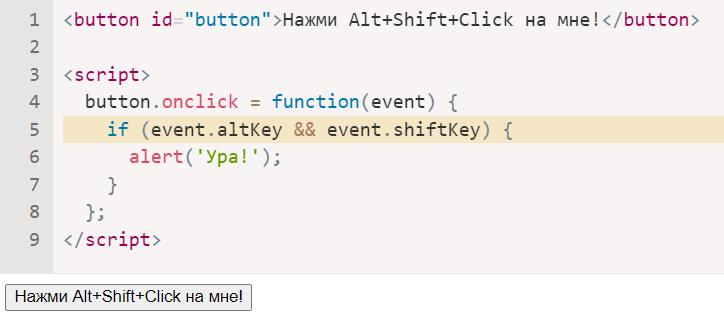 1 <button id="button">Нажми Alt+Shift+Click на мне!</button>
2
3 <script>
4   button.onclick = function(event) {
5     if (event.altKey && event.shiftKey) {
6       alert('Ура!');
7     }
8   };
9 </script>
Нажми Alt+Shift+Click на мне!